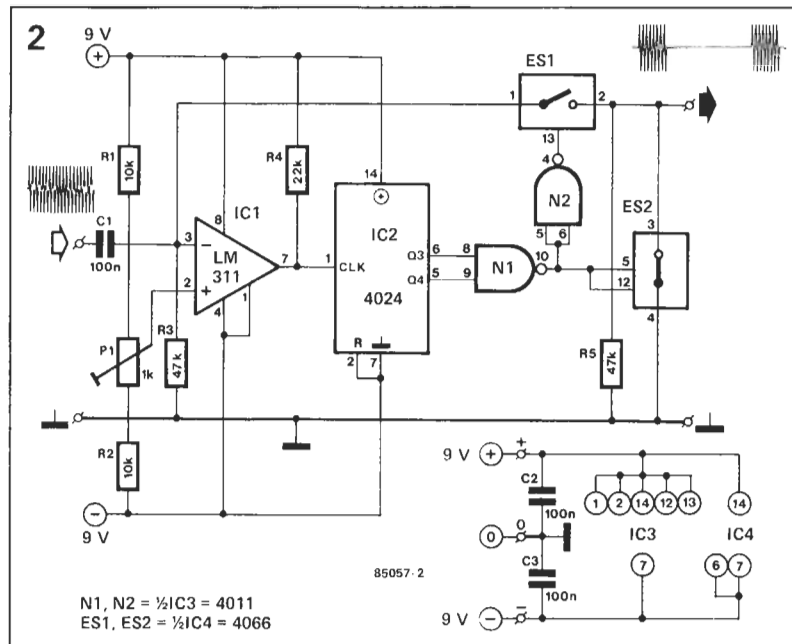 2
9 V
+
R1
10k
R4
22k
ES1
1
2
13
4
N2
5
6
14
+
IC1
8
C1
100n
3
−
LM
311
7
2
+
4
1
1
CLK
IC2
4024
Q3
6
8
Q4
5
9
N1
10
ES2
3
5
12
4
P1
1k
R3
47k
R
2
7
R5
47k
R2
10k
−
9 V
9 V
+
+
C2
100n
0
0
C3
100n
9 V
−
−
1
2
14
12
13
14
IC3
IC4
7
6
7
85057-2
N1, N2 = ½IC3 = 4011
ES1, ES2 = ½IC4 = 4066